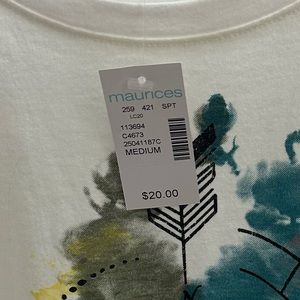 maurices
259 421 SPT
LC20
113694
C4673
25041187C
MEDIUM
$20.00